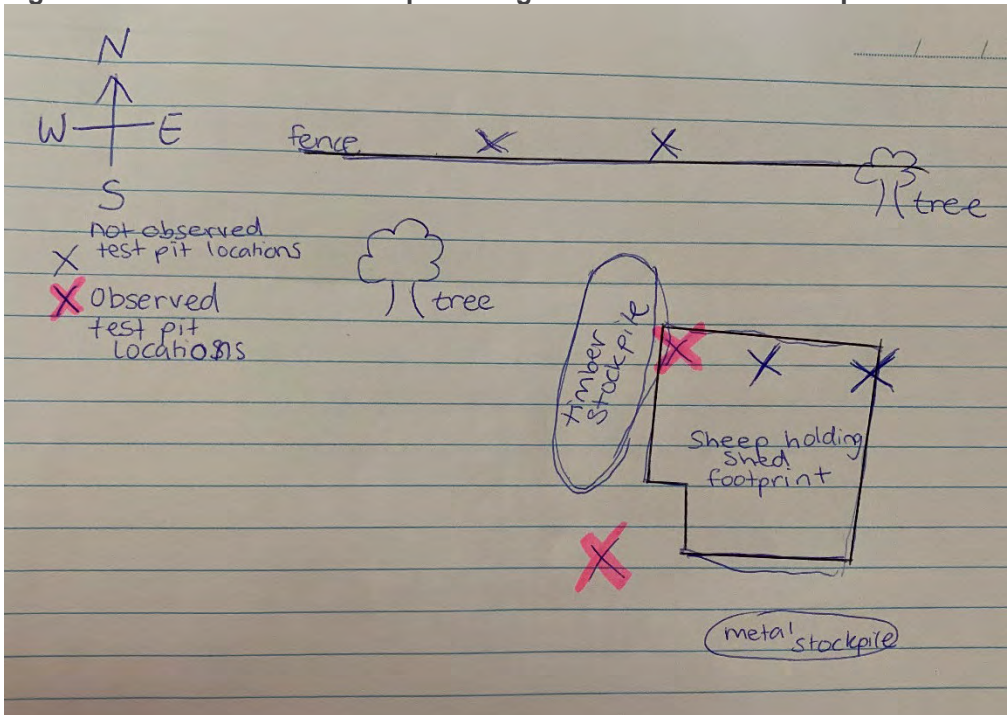 N
W E
S
fence
tree
not observed
test pit locations
Observed
test pit
locations
tree
timber
stockpile
Sheep holding
shed
footprint
metal stockpile